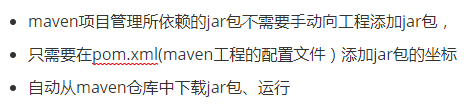 maven项目管理所依赖的jar包不需要手动向工程添加jar包，
只需要在pom.xml(maven工程的配置文件）添加jar包的坐标
自动从maven仓库中下载jar包、运行